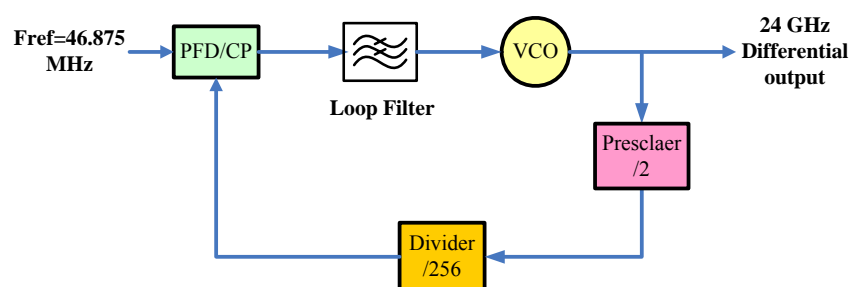 Fref=46.875
MHz
PFD/CP
Loop Filter
VCO
24 GHz
Differential
output
Presclaer
/2
Divider
/256